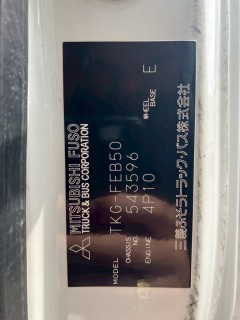 MITSUBISHI FUSO
TRUCK & BUS CORPORATION
MODEL TKG-FEB50
CHASSIS NO 543596
ENGINE 4P10 WHEEL BASE E
三菱ふそうトラック・バス株式会社